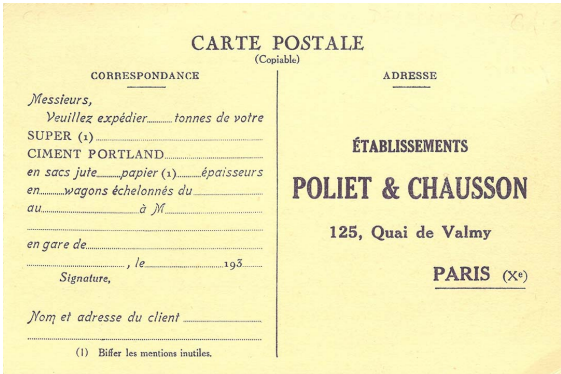 CARTE POSTALE
(Copiable)
CORRESPONDANCE
Messieurs,
Veuillez expédier........ tonnes de votre
SUPER (1)........................
CIMENT PORTLAND........................
en sacs jute........papier (1)........épaisseurs
en........wagons échelonnés du................
au........................à M........................
en gare de........................
........................, le................193......
Signature,
Nom et adresse du client ................
(1) Biffer les mentions inutiles.
ADRESSE
ÉTABLISSEMENTS
POLIET & CHAUSSON
125, Quai de Valmy
PARIS (Xe)